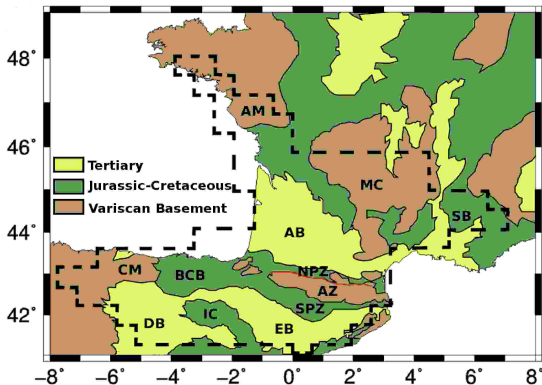 48°
46°
44°
42°
AM
Tertiary
Jurassic-Cretaceous
Variscan Basement
MC
SB
AB
CM
BCB
NPZ
AZ
SPZ
DB
IC
EB
−8° −6° −4° −2° 0° 2° 4° 6° 8°